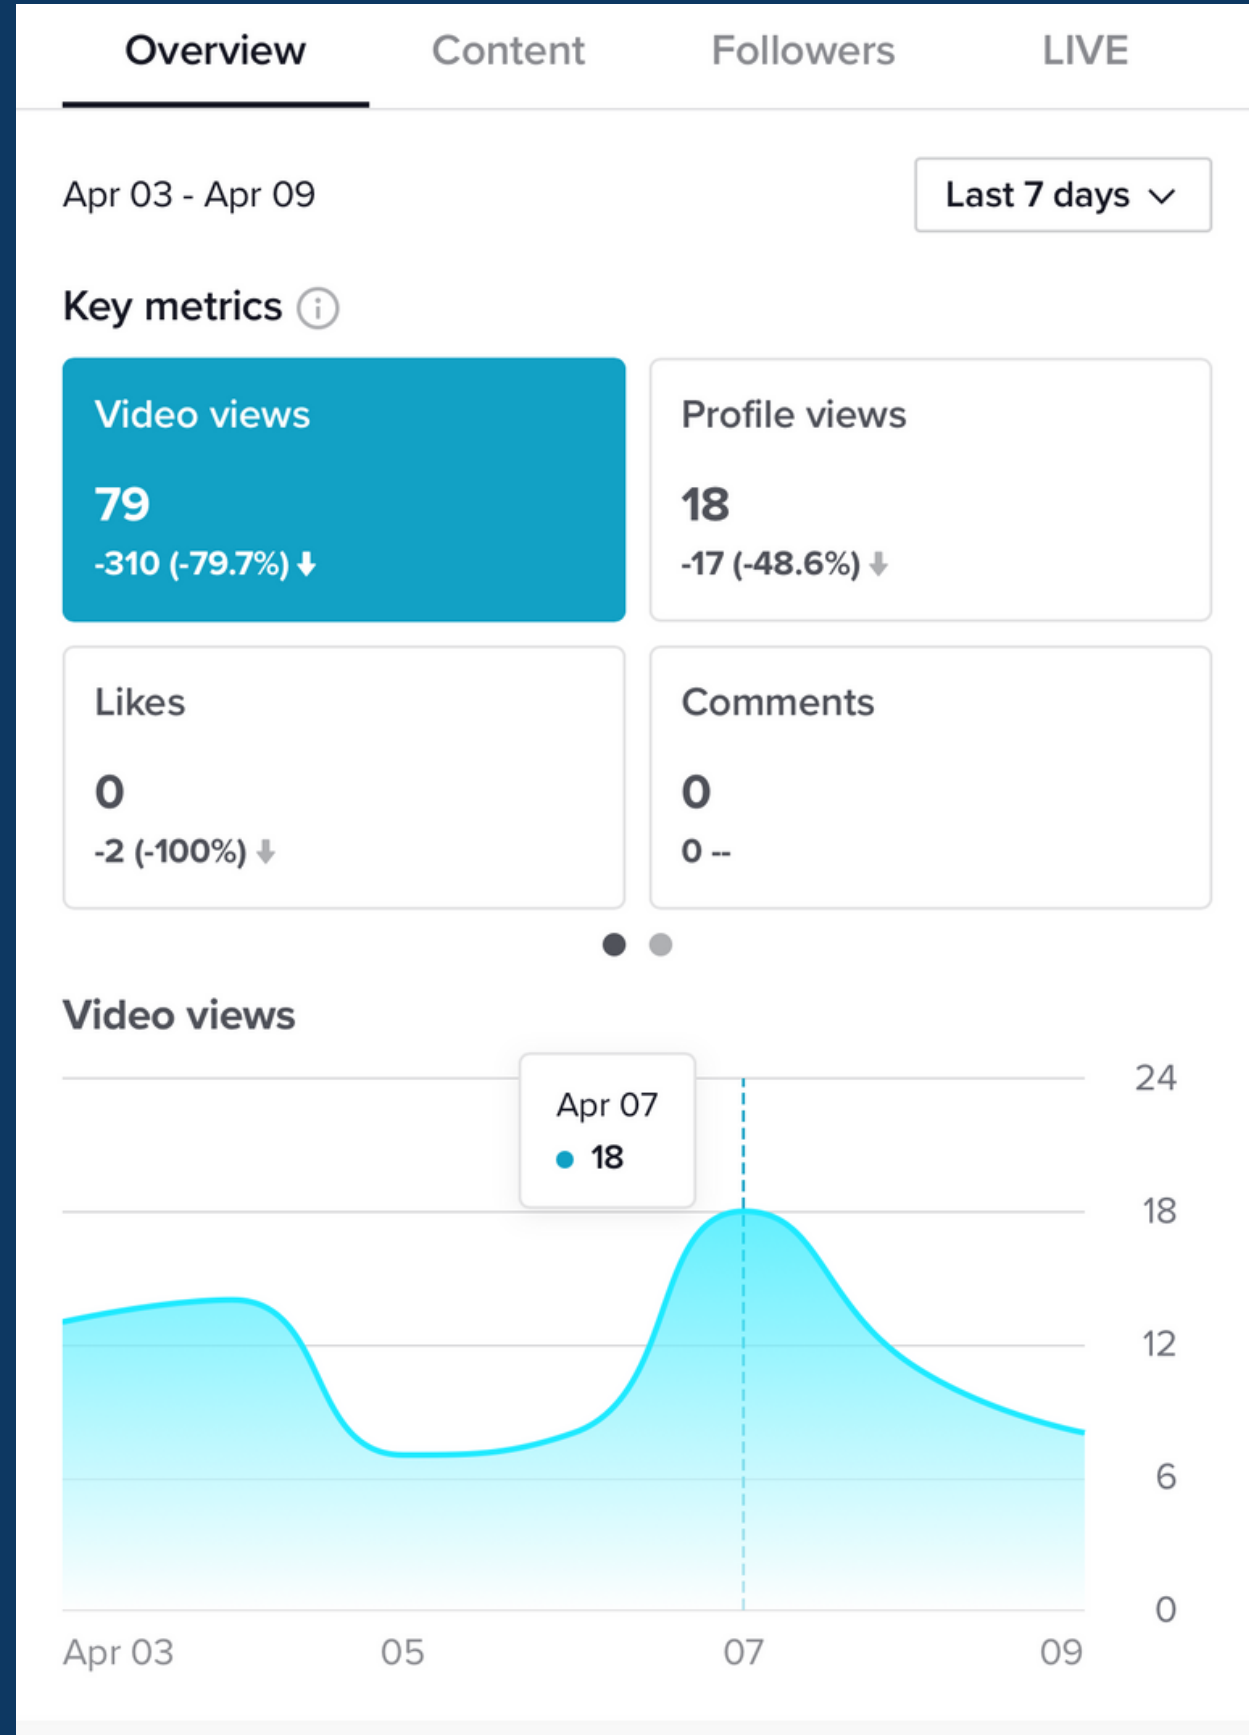 Overview Content Followers LIVE
Apr 03 - Apr 09 Last 7 days
Key metrics
Video views
79
-310 (-79.7%)
Profile views
18
-17 (-48.6%)
Likes
0
-2 (-100%)
Comments
0
0 --
Video views
Apr 07
18
24
18
12
6
0
Apr 03 05 07 09